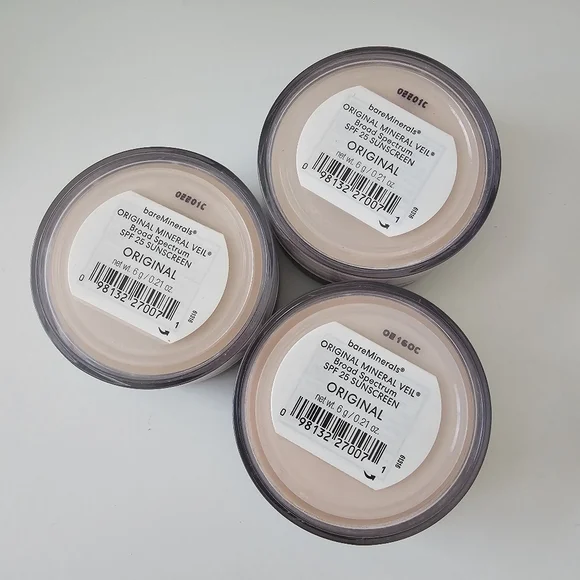 02201C
bareMinerals®
ORIGINAL MINERAL VEIL®
Broad Spectrum
SPF 25 SUNSCREEN
ORIGINAL
net wt. 6 g / 0.21 oz.
0 98132 27007 1
02201C
bareMinerals®
ORIGINAL MINERAL VEIL®
Broad Spectrum
SPF 25 SUNSCREEN
ORIGINAL
net wt. 6 g / 0.21 oz.
0 98132 27007 1
02160C
bareMinerals®
ORIGINAL MINERAL VEIL®
Broad Spectrum
SPF 25 SUNSCREEN
ORIGINAL
net wt. 6 g / 0.21 oz.
0 98132 27007 1